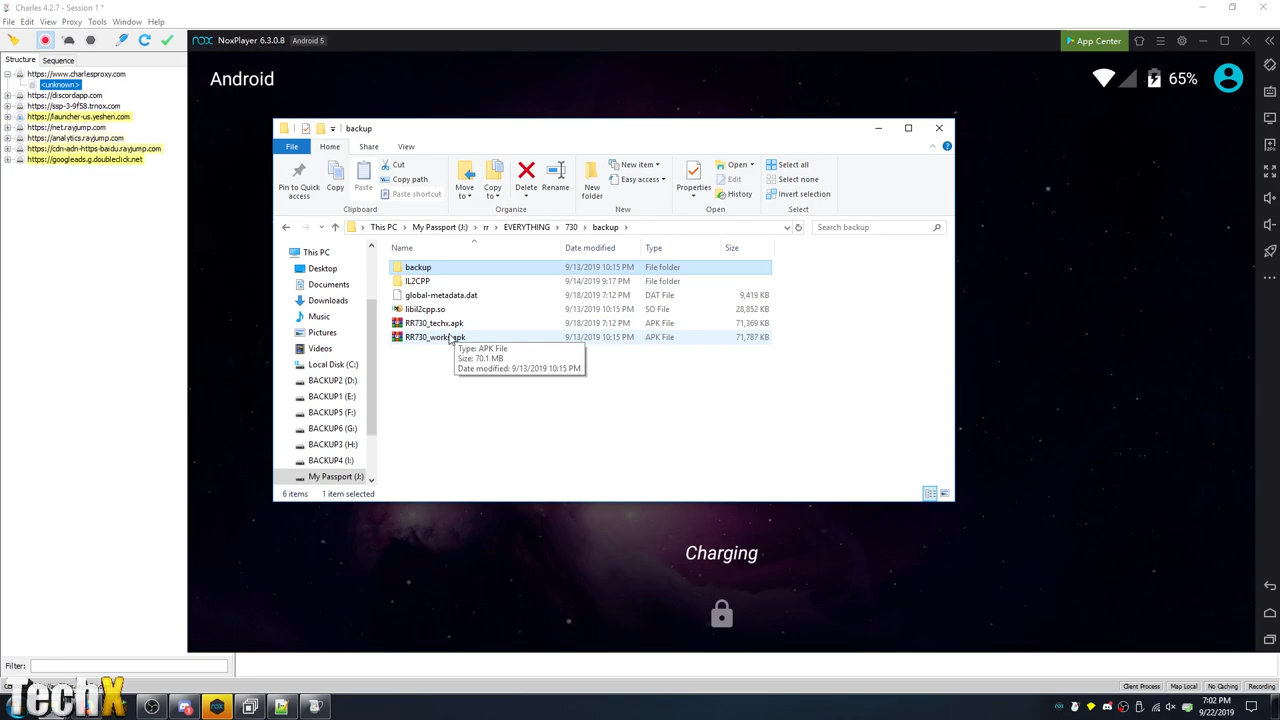 Charles 4.2.7 - Session 1 *
File Edit View Proxy Tools Window Help
Structure Sequence
https://www.charlesproxy.com
<unknown>
https://discordapp.com
https://ssp-3-9f58.trnox.com
https://launcher-us.yeshen.com
https://net.rayjump.com
https://analytics.rayjump.com
https://cdn-adn-https-baidu.rayjump.com
https://googleads.g.doubleclick.net
nox NoxPlayer 6.3.0.8 Android 5
App Center
Android
65%
backup
File Home Share View
Pin to Quick access
Copy
Paste
Cut
Copy path
Paste shortcut
Clipboard
Move to
Copy to
Delete
Rename
Organize
New folder
New item
Easy access
New
Properties
Open
Edit
History
Open
Select all
Select none
Invert selection
Select
This PC My Passport (J:) rr EVERYTHING 730 backup
Search backup
This PC
Desktop
Documents
Downloads
Music
Pictures
Videos
Local Disk (C:)
BACKUP2 (D:)
BACKUP1 (E:)
BACKUP5 (F:)
BACKUP6 (G:)
BACKUP3 (H:)
BACKUP4 (I:)
My Passport (J:)
Name Date modified Type Size
backup 9/13/2019 10:15 PM File folder
IL2CPP 9/14/2019 9:17 PM File folder
global-metadata.dat 9/18/2019 7:12 PM DAT File 9,419 KB
libil2cpp.so 9/13/2019 10:15 PM SO File 28,852 KB
RR730_techx.apk 9/18/2019 7:12 PM APK File 71,369 KB
RR730_works.apk 9/13/2019 10:15 PM APK File 71,787 KB
Type: APK File
Size: 70.1 MB
Date modified: 9/13/2019 10:15 PM
6 items 1 item selected
Charging
Filter:
Client Process Map Local No Caching Recording
TechX
7:02 PM
9/22/2019